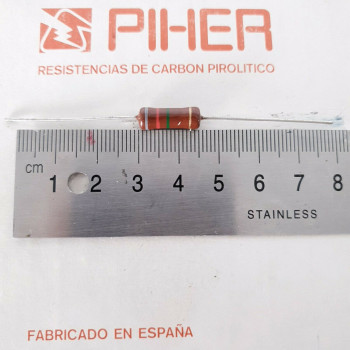 PIHER
RESISTENCIAS DE CARBON PIROLITICO
cm 1 2 3 4 5 6 7 8
STAINLESS
FABRICADO EN ESPAÑA